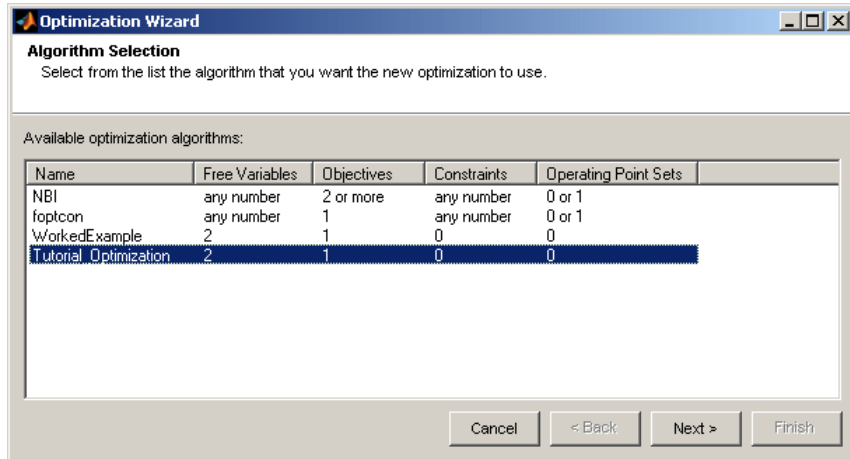 Optimization Wizard
Algorithm Selection
Select from the list the algorithm that you want the new optimization to use.
Available optimization algorithms:
Name Free Variables Objectives Constraints Operating Point Sets
NBI any number 2 or more any number 0 or 1
foptcon any number 1 any number 0 or 1
WorkedExample 2 1 0 0
Tutorial_Optimization 2 1 0 0
Cancel < Back Next > Finish